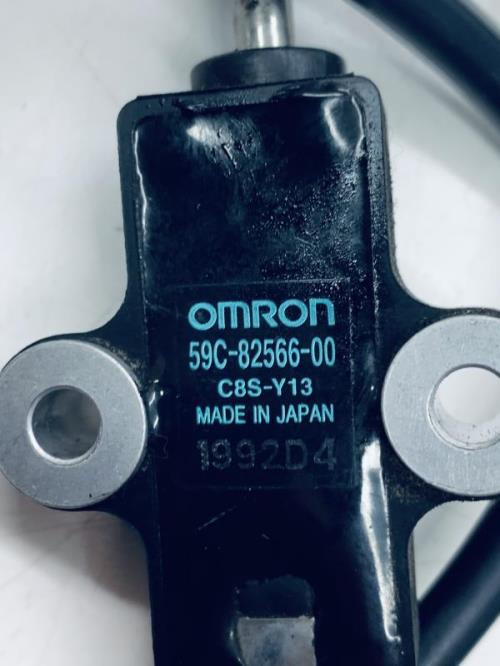 omron
59C-82566-00
C8S-Y13
MADE IN JAPAN
1992D4